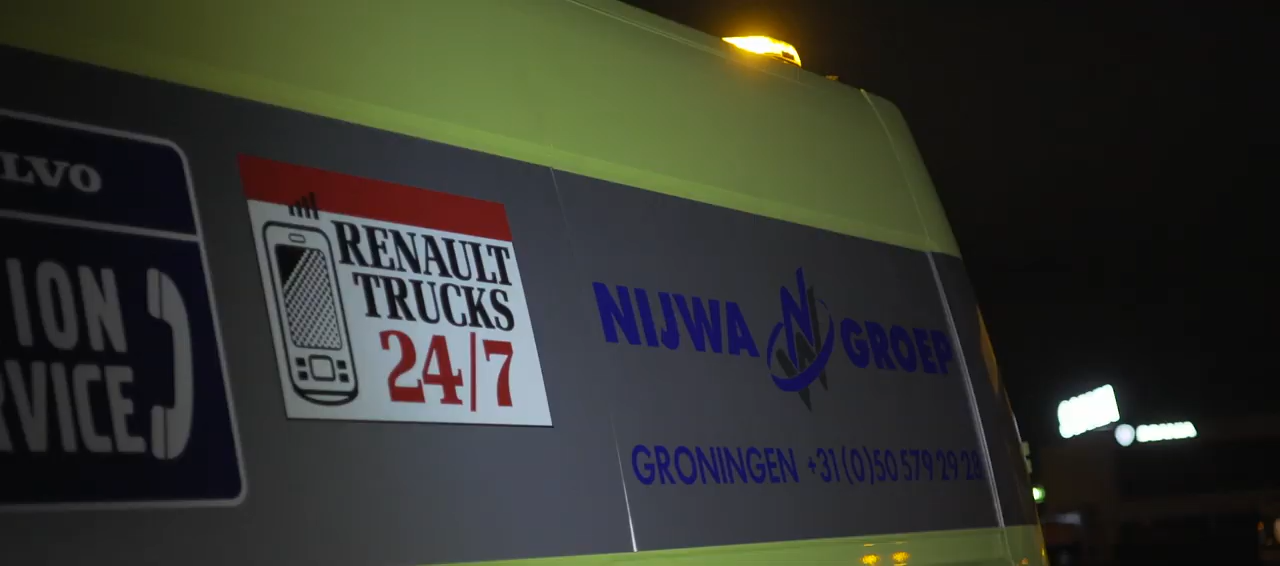 LVO
ION
RVICE
RENAULT
TRUCKS
24/7
NIJWA GROEP
GRONINGEN +31(0)50 579 29 28